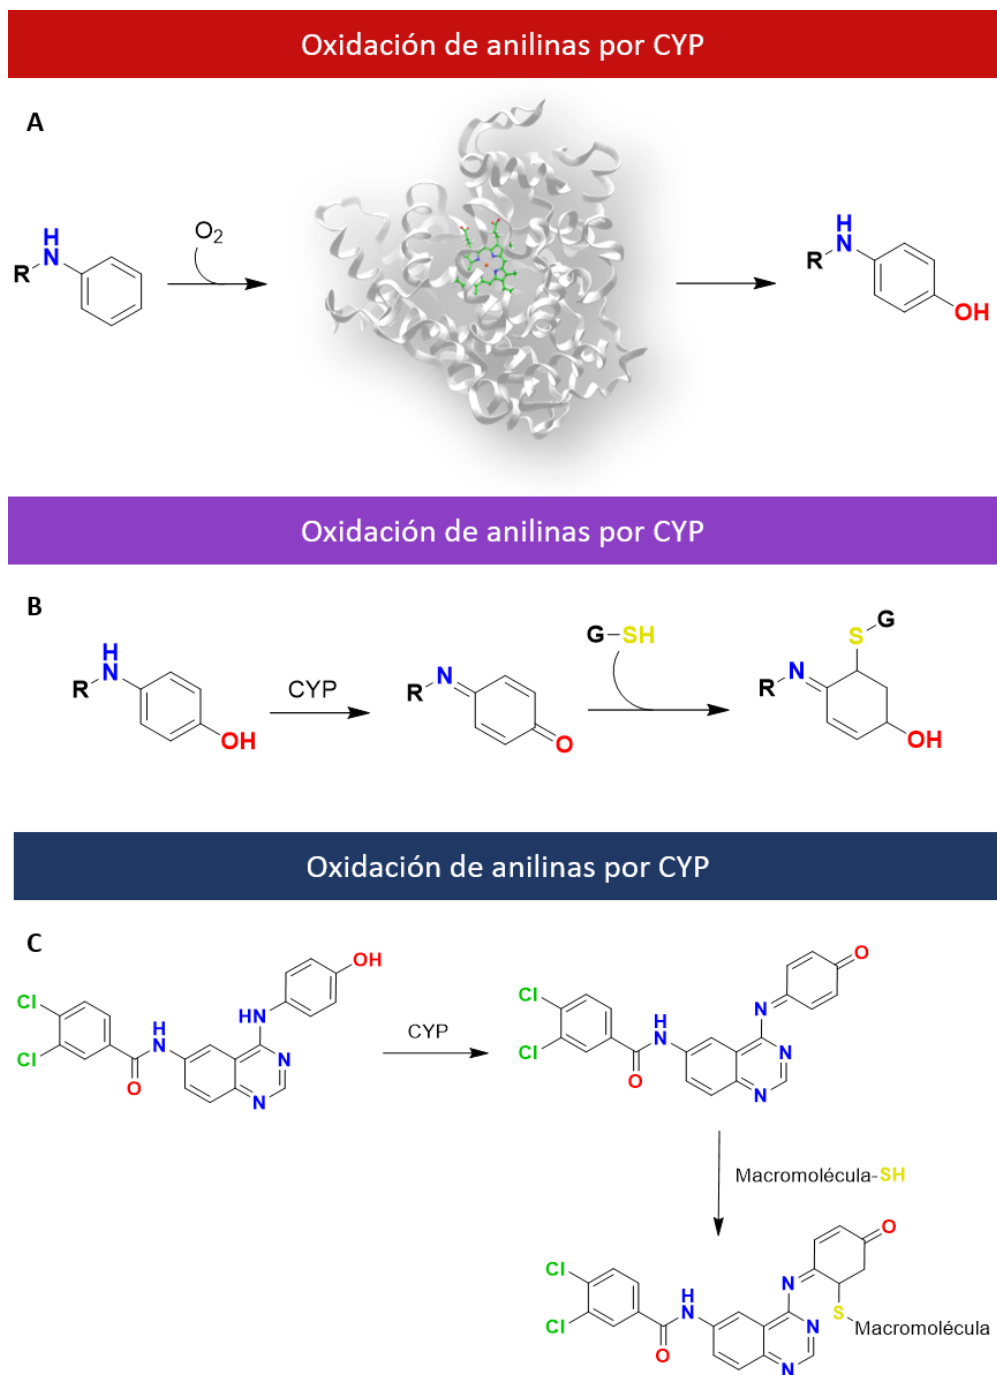 Oxidación de anilinas por CYP
A
H
N
R
O2
H
N
R
OH
Oxidación de anilinas por CYP
B
H
N
R
OH
CYP
N
R
O
G-SH
G
S
N
R
OH
Oxidación de anilinas por CYP
C
OH
Cl
HN
H
N
Cl
N
O
N
CYP
O
Cl
N
H
N
Cl
N
O
N
Macromolécula-SH
O
Cl
N
H
N
S
Macromolécula
Cl
N
O
N